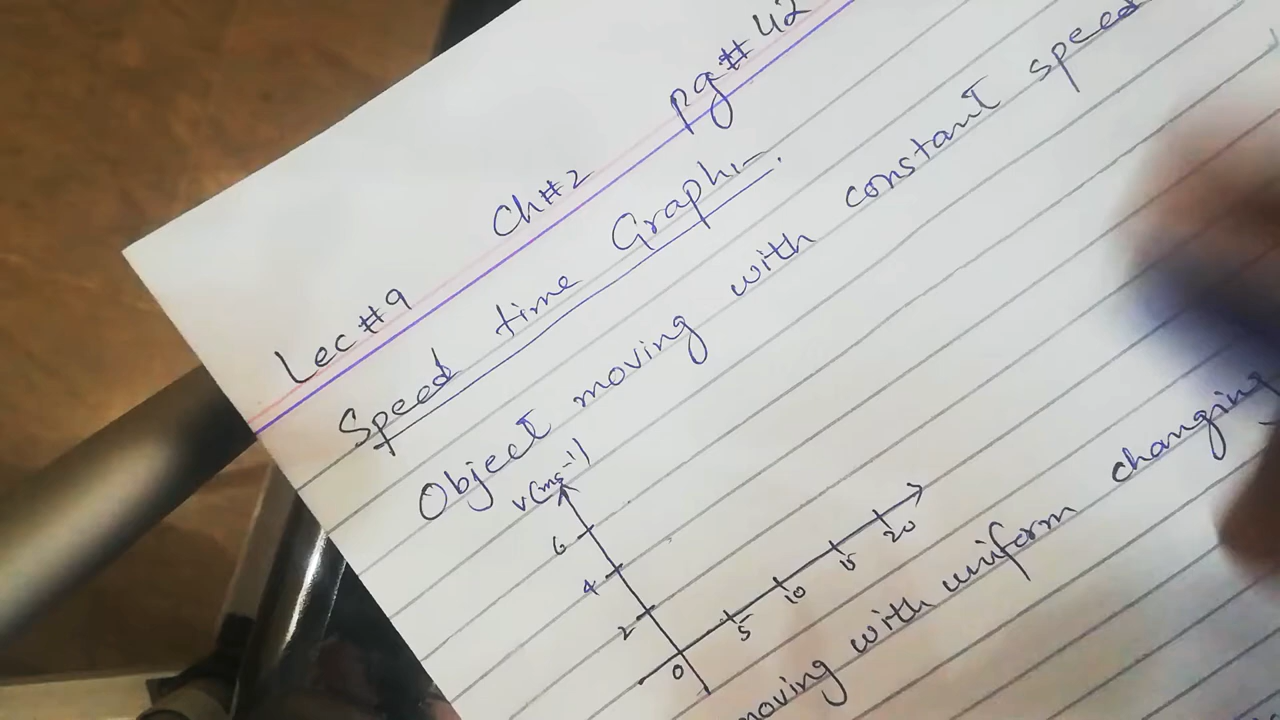 Lec#9 Ch#2 Pg#42
Speed time Graph:-
Object moving with constant speed
v(ms⁻¹)
6
4
2
0 5 10 15 20
moving with uniform changing